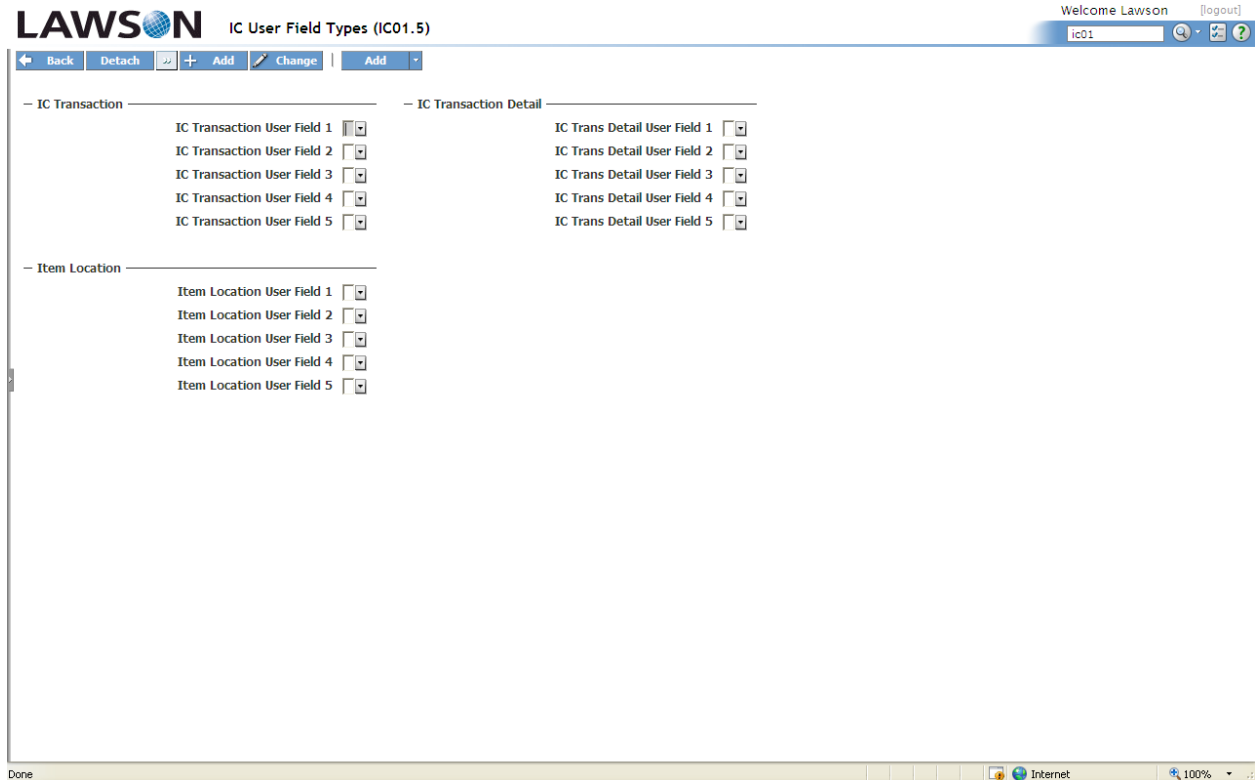 Welcome Lawson [logout]
LAWSON IC User Field Types (IC01.5)
ic01
Back Detach Add Change Add
IC Transaction
IC Transaction User Field 1
IC Transaction User Field 2
IC Transaction User Field 3
IC Transaction User Field 4
IC Transaction User Field 5
IC Transaction Detail
IC Trans Detail User Field 1
IC Trans Detail User Field 2
IC Trans Detail User Field 3
IC Trans Detail User Field 4
IC Trans Detail User Field 5
Item Location
Item Location User Field 1
Item Location User Field 2
Item Location User Field 3
Item Location User Field 4
Item Location User Field 5
Done Internet 100%